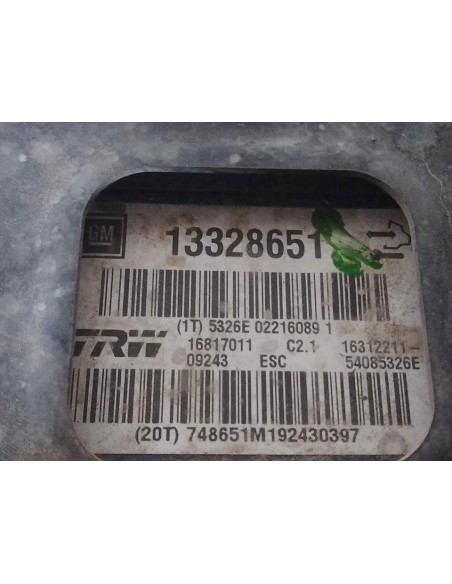 GM 13328651
(1T) 5326E 02216089 1
TRW 16817011 C2.1 16312211-
09243 ESC 54085326E
(20T) 748651M192430397